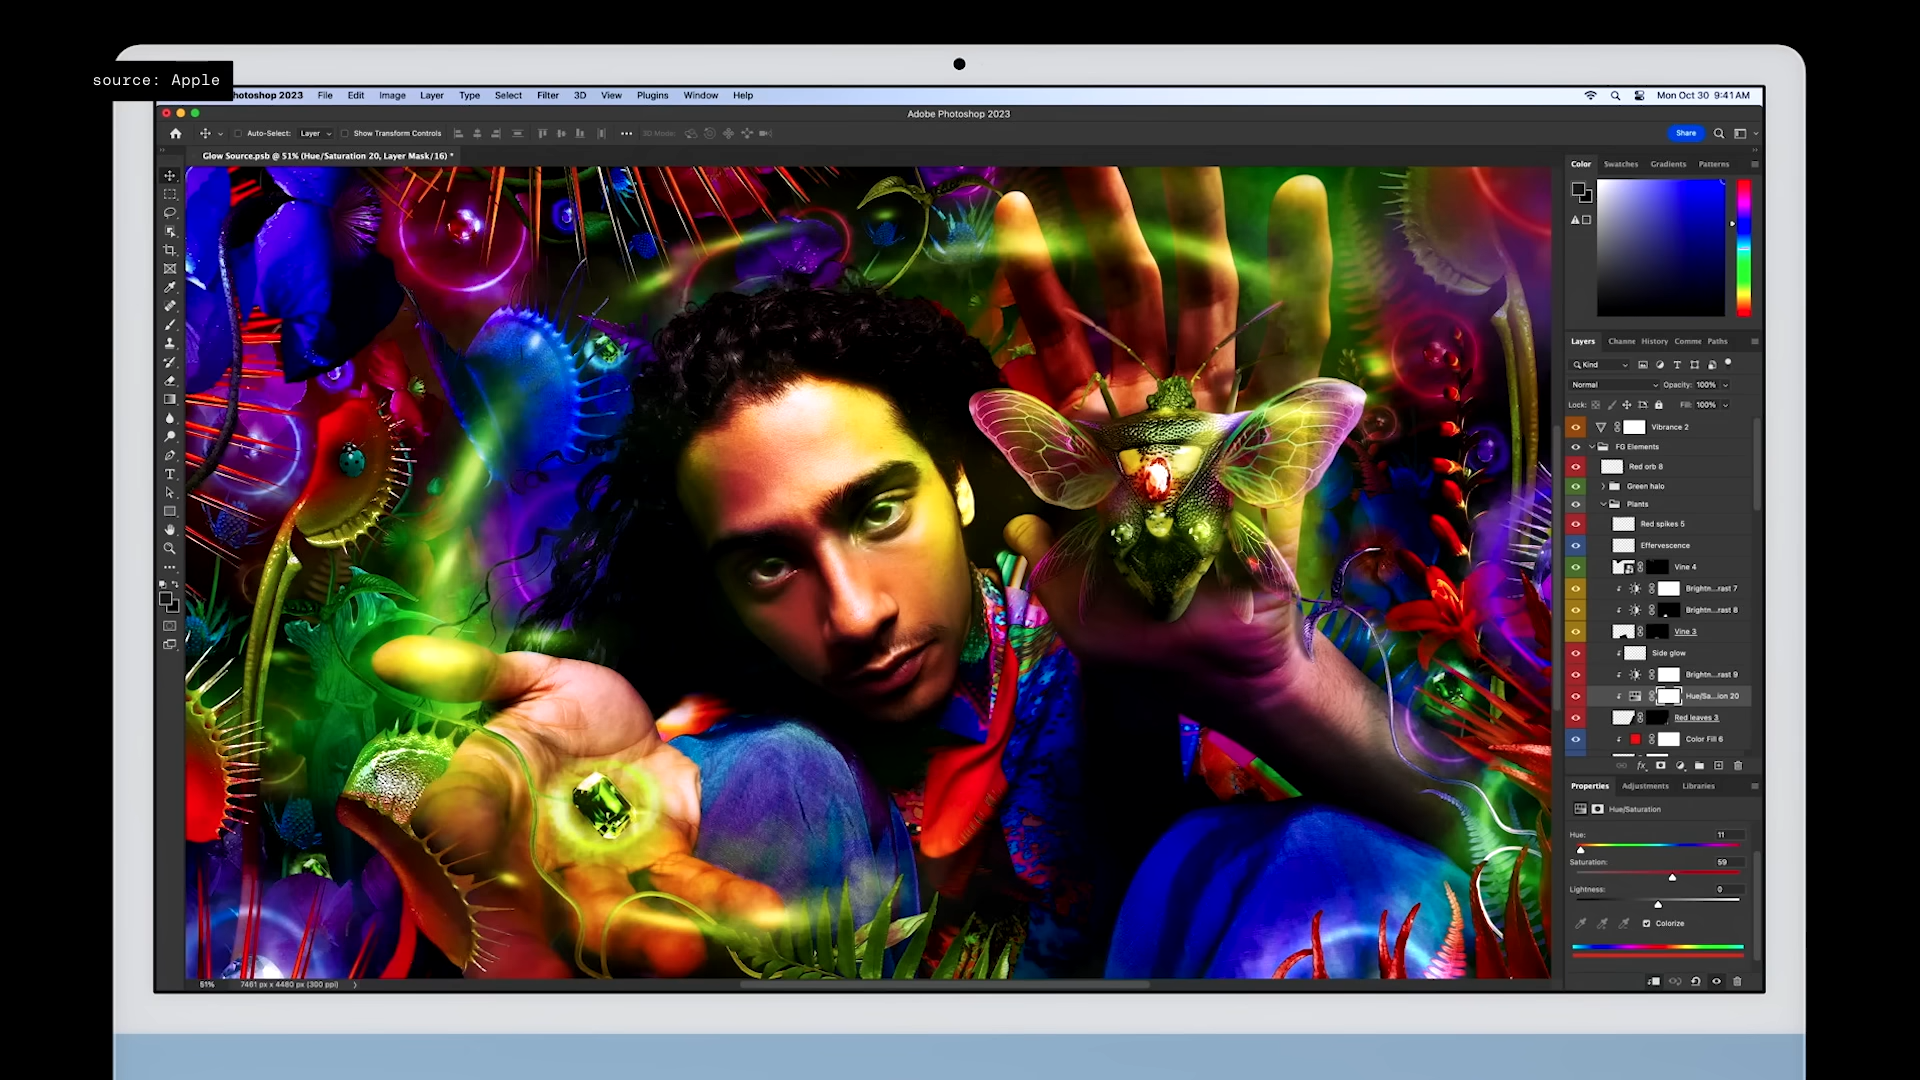 source: Apple
hotoshop 2023 File Edit Image Layer Type Select Filter 3D View Plugins Window Help
Mon Oct 30 9:41 AM
Adobe Photoshop 2023
Auto-Select: Layer Show Transform Controls
3D Mode:
Share
Glow Source.psb @ 51% (Hue/Saturation 20, Layer Mask/16) *
Color Swatches Gradients Patterns
Layers Channe History Comme Paths
Kind
Normal Opacity: 100%
Lock: Fill: 100%
Vibrance 2
FG Elements
Red orb 8
Green halo
Plants
Red spikes 5
Effervescence
Vine 4
Brightn...rast 7
Brightn...rast 8
Vine 3
Side glow
Brightn...rast 9
Hue/Sa...ion 20
Red leaves 3
Color Fill 6
fx
Properties Adjustments Libraries
Hue/Saturation
Hue: 11
Saturation: 59
Lightness: 0
Colorize
51% 7461 px x 4480 px (300 ppi)